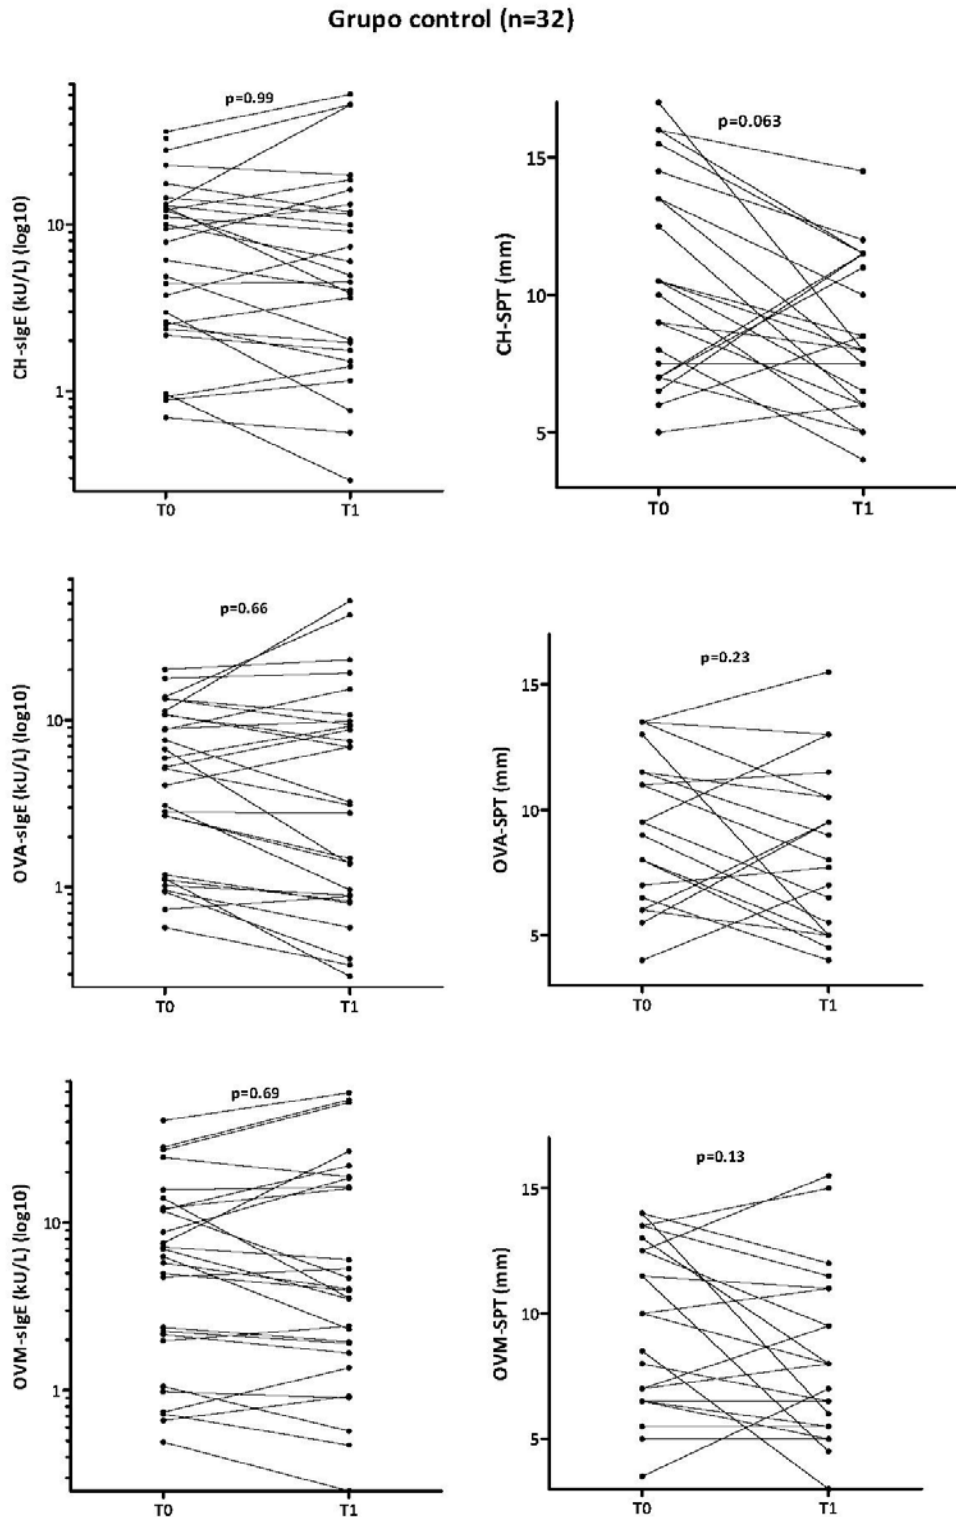 Grupo control (n=32)
CH-sIgE (kU/L) (log10)
10
1
p=0.99
T0 T1
CH-SPT (mm)
15
10
5
p=0.063
T0 T1
OVA-sIgE (kU/L) (log10)
10
1
p=0.66
T0 T1
OVA-SPT (mm)
15
10
5
p=0.23
T0 T1
OVM-sIgE (kU/L) (log10)
10
1
p=0.69
T0 T1
OVM-SPT (mm)
15
10
5
p=0.13
T0 T1